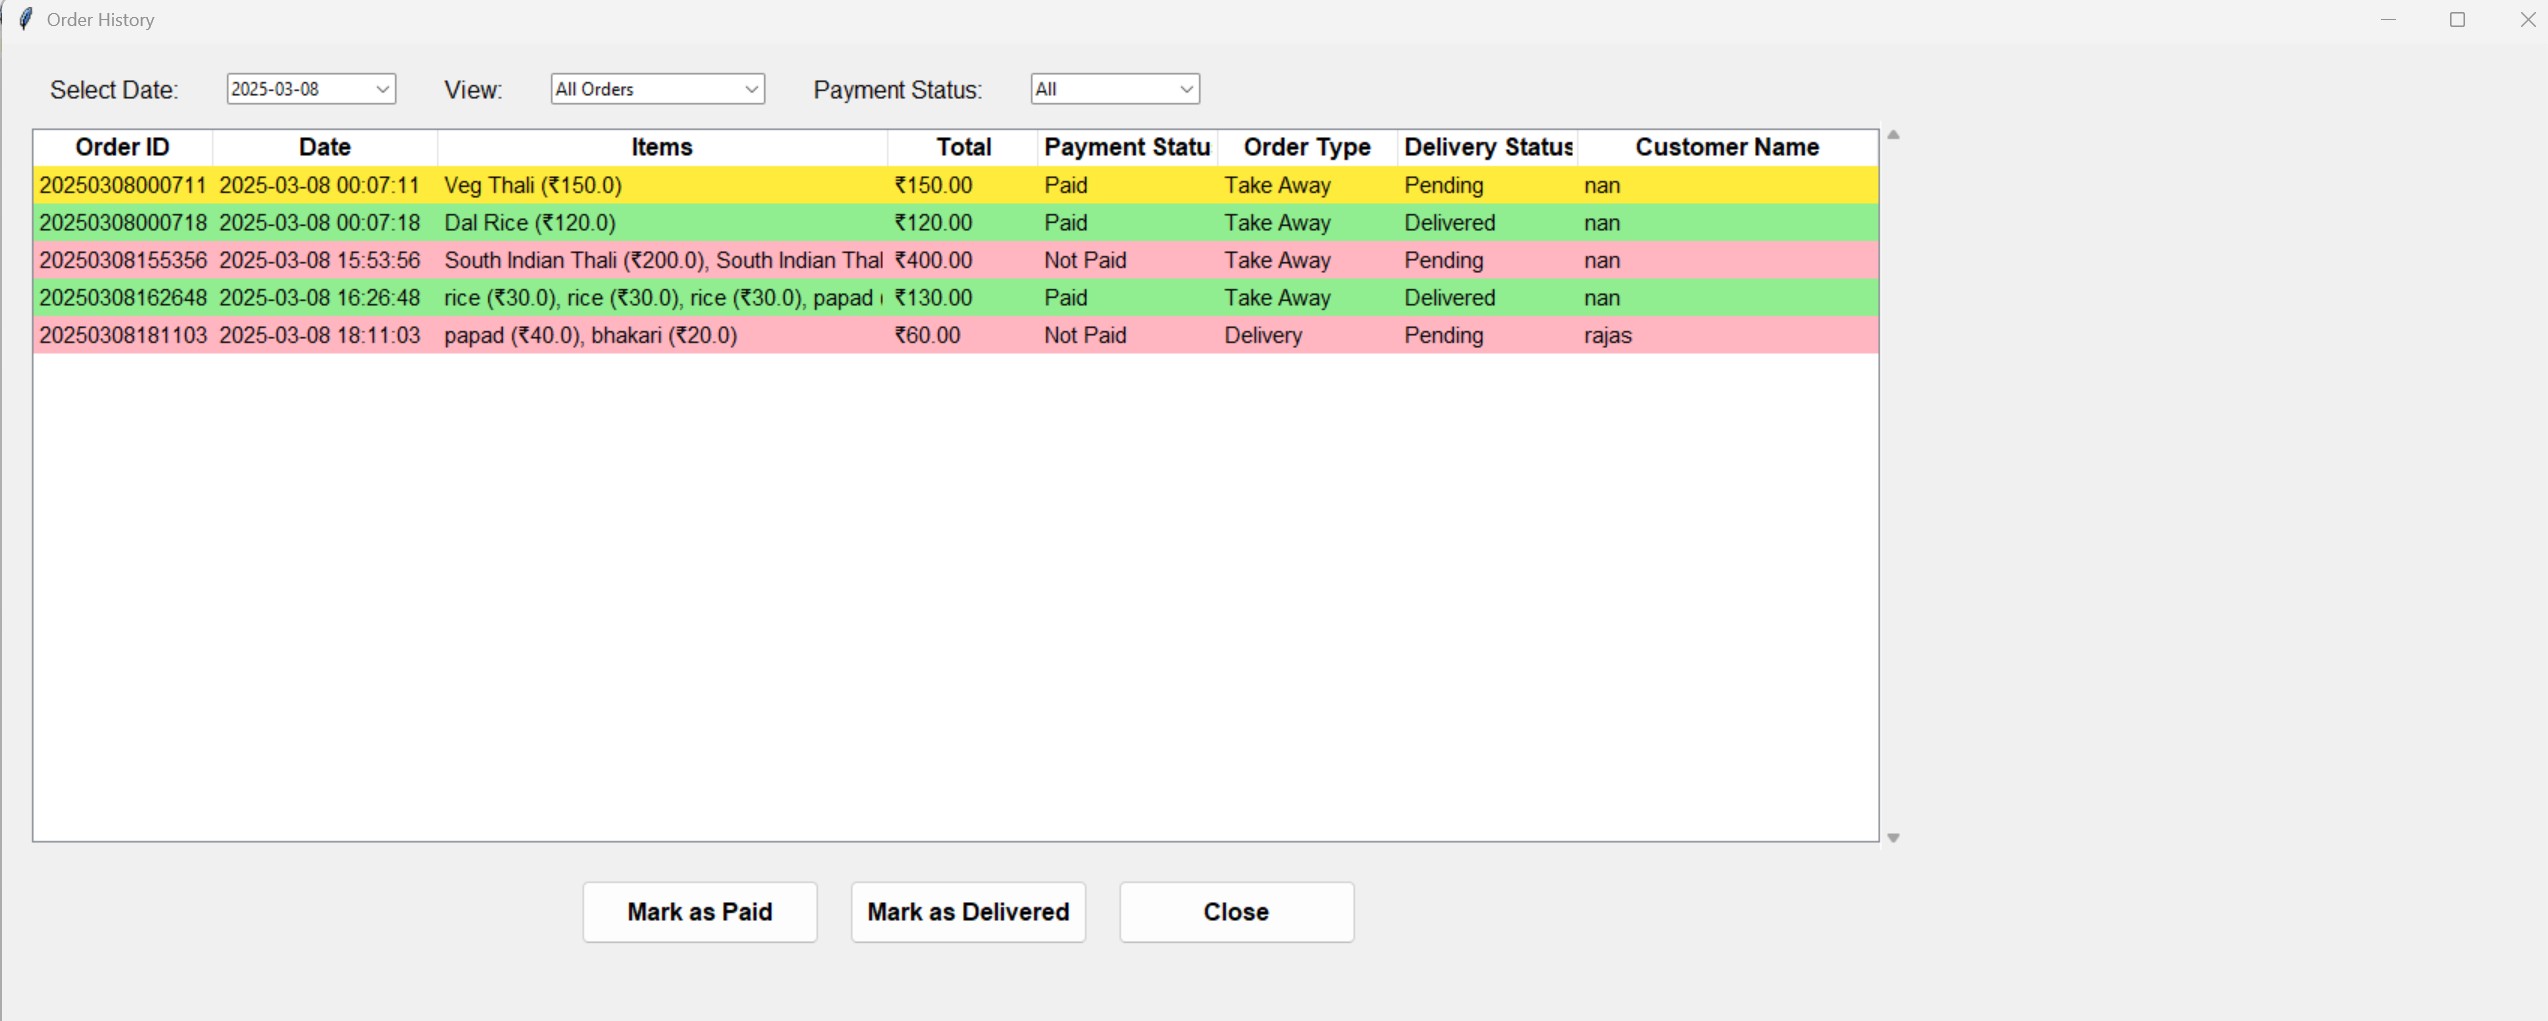 Order History
Select Date: 2025-03-08 View: All Orders Payment Status: All
Order ID Date Items Total Payment Statu Order Type Delivery Status Customer Name
20250308000711 2025-03-08 00:07:11 Veg Thali (₹150.0) ₹150.00 Paid Take Away Pending nan
20250308000718 2025-03-08 00:07:18 Dal Rice (₹120.0) ₹120.00 Paid Take Away Delivered nan
20250308155356 2025-03-08 15:53:56 South Indian Thali (₹200.0), South Indian Thal ₹400.00 Not Paid Take Away Pending nan
20250308162648 2025-03-08 16:26:48 rice (₹30.0), rice (₹30.0), rice (₹30.0), papad ( ₹130.00 Paid Take Away Delivered nan
20250308181103 2025-03-08 18:11:03 papad (₹40.0), bhakari (₹20.0) ₹60.00 Not Paid Delivery Pending rajas
Mark as Paid Mark as Delivered Close